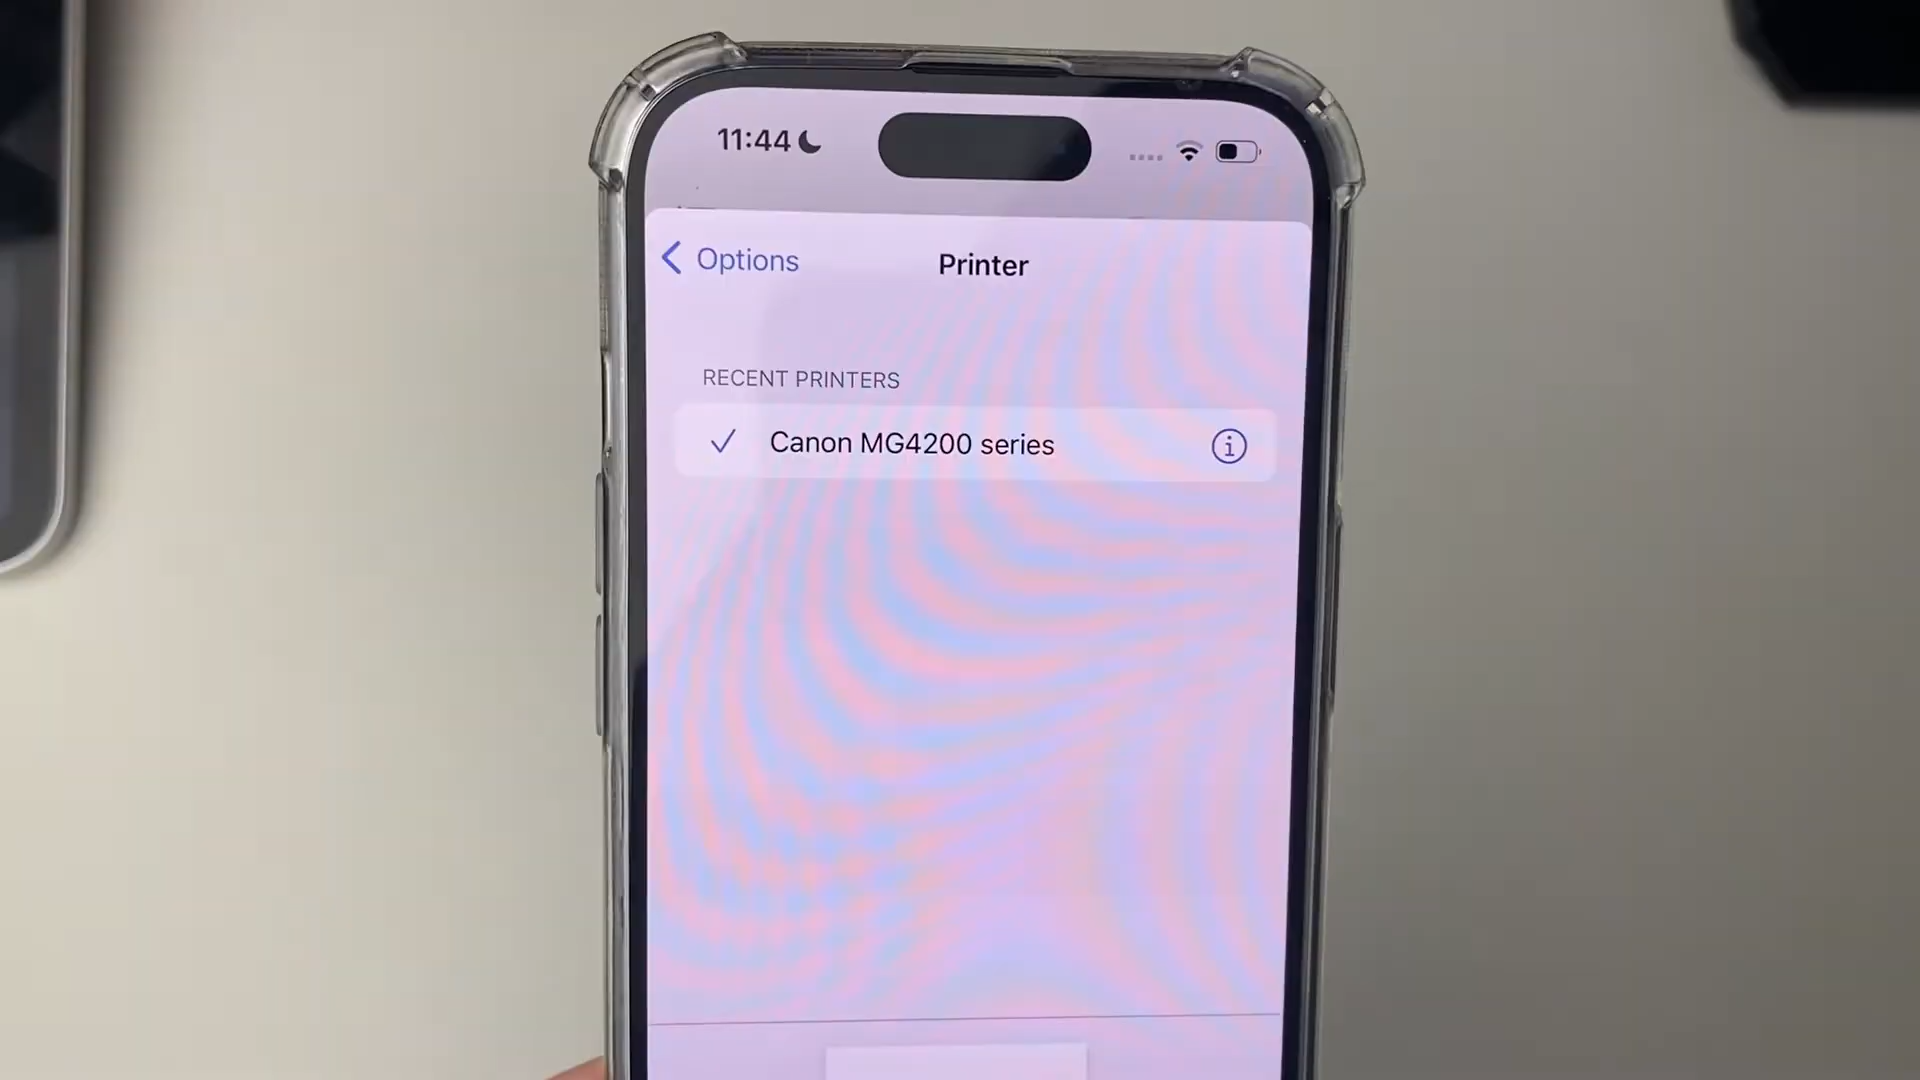 11:44
Options
Printer
RECENT PRINTERS
Canon MG4200 series